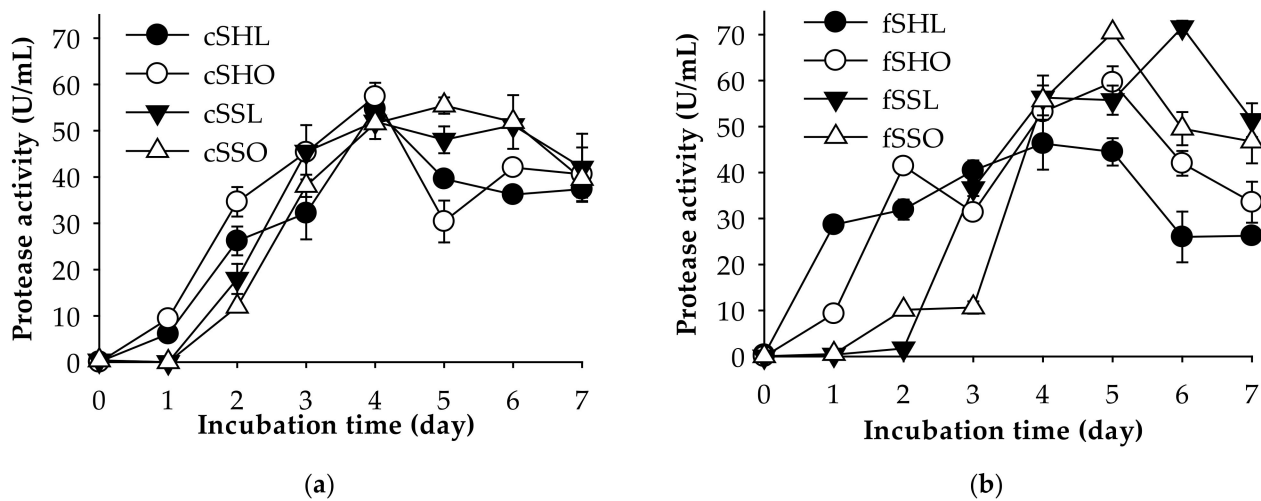 70
60
50
40
30
20
10
0
Protease activity (U/mL)
cSHL
cSHO
cSSL
cSSO
0 1 2 3 4 5 6 7
Incubation time (day)
(a)
70
60
50
40
30
20
10
0
Protease activity (U/mL)
fSHL
fSHO
fSSL
fSSO
0 1 2 3 4 5 6 7
Incubation time (day)
(b)